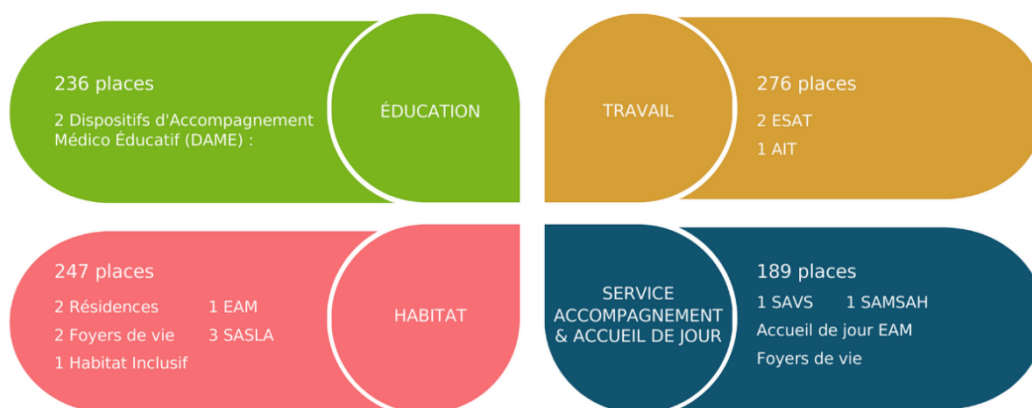 236 places
2 Dispositifs d'Accompagnement
Médico Éducatif (DAME) :
ÉDUCATION
TRAVAIL
276 places
2 ESAT
1 AIT
247 places
2 Résidences 1 EAM
2 Foyers de vie 3 SASLA
1 Habitat Inclusif
HABITAT
SERVICE
ACCOMPAGNEMENT
& ACCUEIL DE JOUR
189 places
1 SAVS 1 SAMSAH
Accueil de jour EAM
Foyers de vie